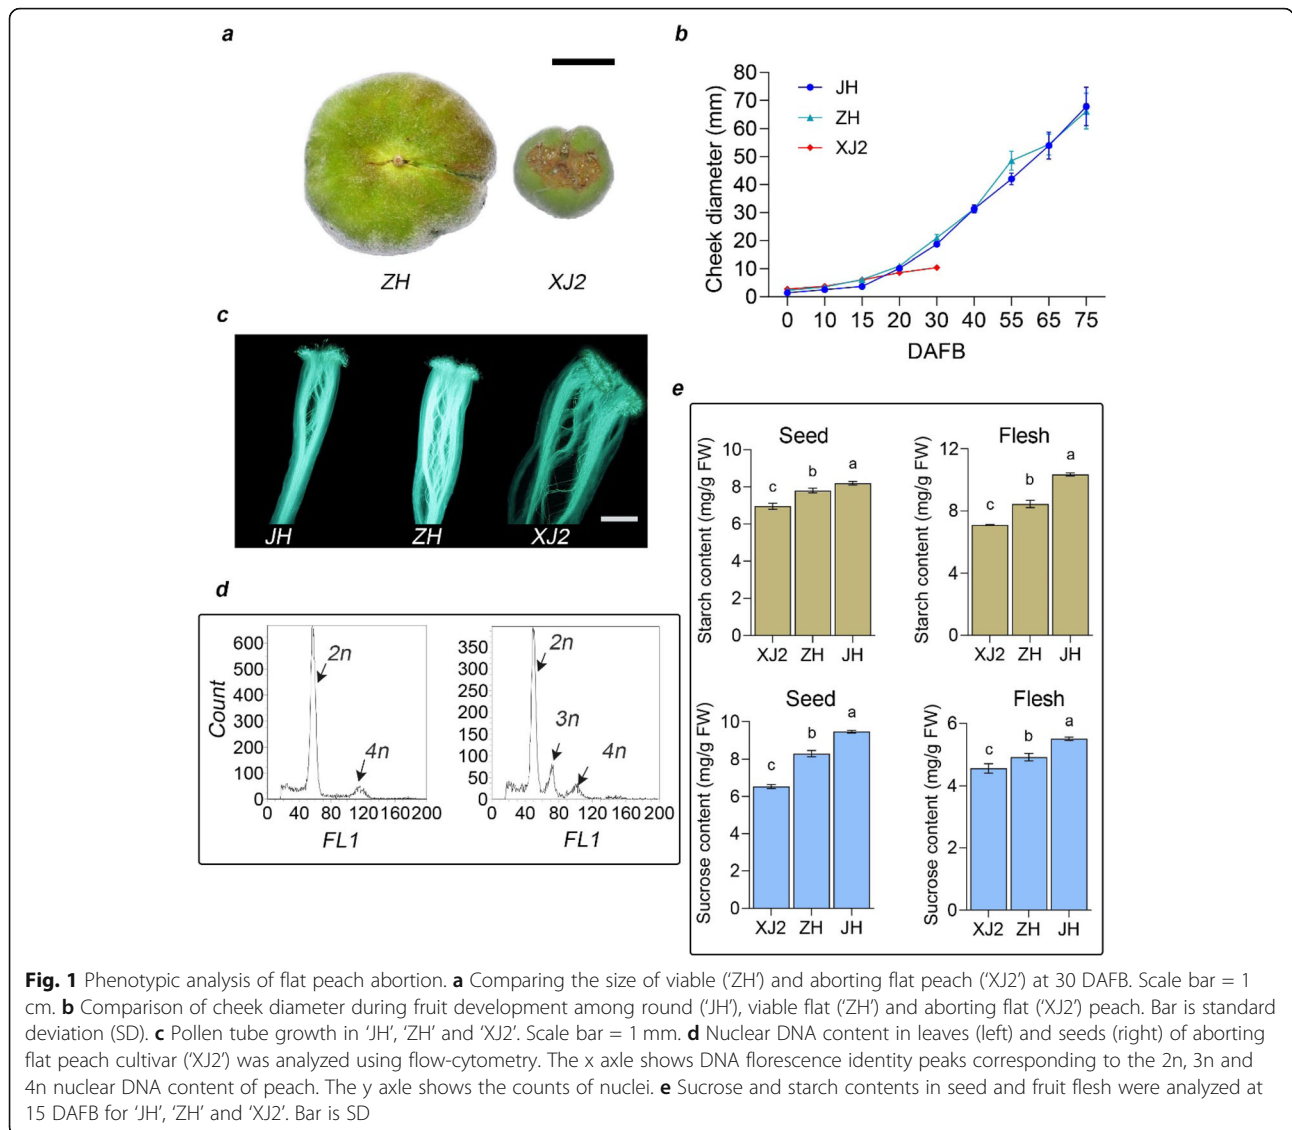 a
ZH
XJ2
b
Cheek diameter (mm)
80
70
60
50
40
30
20
10
0
JH
ZH
XJ2
0 10 15 20 30 40 55 65 75
DAFB
c
JH
ZH
XJ2
d
Count
600
500
400
300
200
100
0
2n
4n
0 40 80 120 160 200
FL1
350
300
250
200
150
100
50
0
2n
3n
4n
0 40 80 120 160 200
FL1
e
Seed
Starch content (mg/g FW)
10
8
6
4
2
0
c
b
a
XJ2 ZH JH
Flesh
Starch content (mg/g FW)
12
8
4
0
c
b
a
XJ2 ZH JH
Seed
Sucrose content (mg/g FW)
10
8
6
4
2
0
c
b
a
XJ2 ZH JH
Flesh
Sucrose content (mg/g FW)
6
4
2
0
c
b
a
XJ2 ZH JH
Fig. 1 Phenotypic analysis of flat peach abortion. a Comparing the size of viable (‘ZH’) and aborting flat peach (‘XJ2’) at 30 DAFB. Scale bar = 1
cm. b Comparison of cheek diameter during fruit development among round (‘JH’), viable flat (‘ZH’) and aborting flat (‘XJ2’) peach. Bar is standard
deviation (SD). c Pollen tube growth in ‘JH’, ‘ZH’ and ‘XJ2’. Scale bar = 1 mm. d Nuclear DNA content in leaves (left) and seeds (right) of aborting
flat peach cultivar (‘XJ2’) was analyzed using flow-cytometry. The x axle shows DNA florescence identity peaks corresponding to the 2n, 3n and
4n nuclear DNA content of peach. The y axle shows the counts of nuclei. e Sucrose and starch contents in seed and fruit flesh were analyzed at
15 DAFB for ‘JH’, ‘ZH’ and ‘XJ2’. Bar is SD